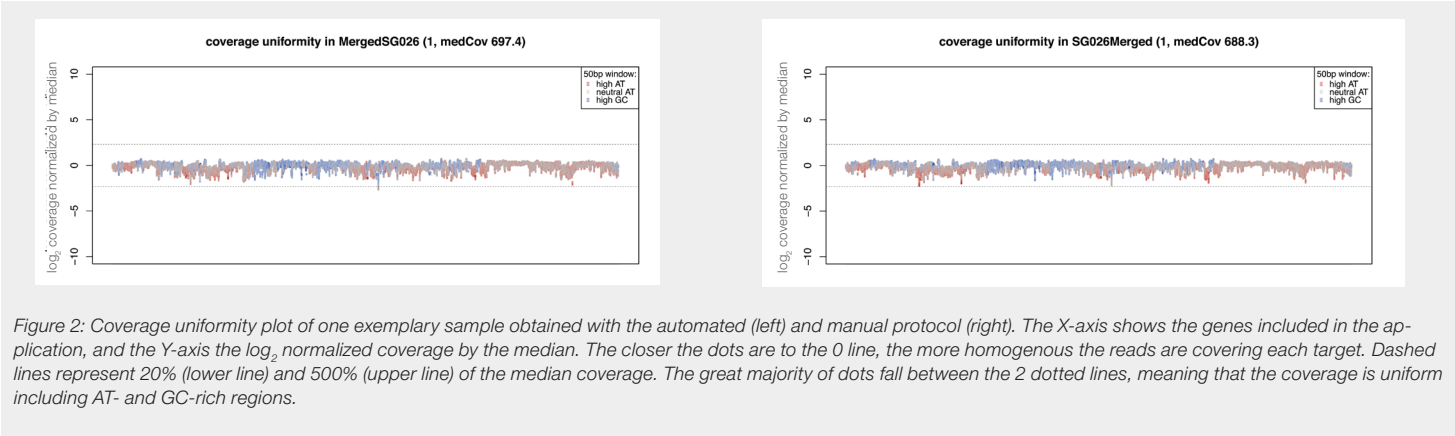 coverage uniformity in MergedSG026 (1, medCov 697.4)
log2 coverage normalized by median
10
5
0
−5
−10
50bp window:
high AT
neutral AT
high GC
coverage uniformity in SG026Merged (1, medCov 688.3)
log2 coverage normalized by median
10
5
0
−5
−10
50bp window:
high AT
neutral AT
high GC
Figure 2: Coverage uniformity plot of one exemplary sample obtained with the automated (left) and manual protocol (right). The X-axis shows the genes included in the ap-
plication, and the Y-axis the log2 normalized coverage by the median. The closer the dots are to the 0 line, the more homogenous the reads are covering each target. Dashed
lines represent 20% (lower line) and 500% (upper line) of the median coverage. The great majority of dots fall between the 2 dotted lines, meaning that the coverage is uniform
including AT- and GC-rich regions.